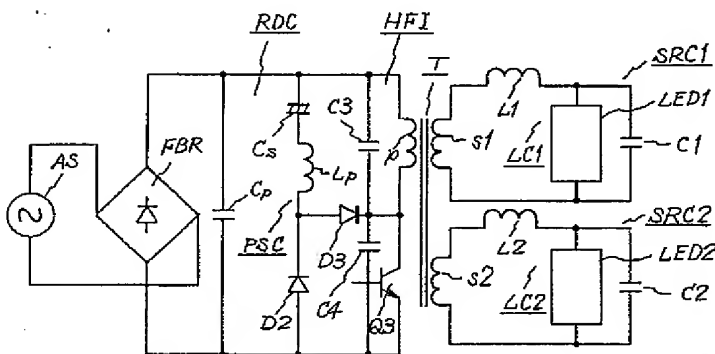 RDC
HFI
T
SRC1
LED1
L1
LC1
C1
AS
FBR
Cs
C3
Lp
Cp
PSC
D3
p
s1
SRC2
L2
LED2
s2
LC2
C2
D2
C4
Q3